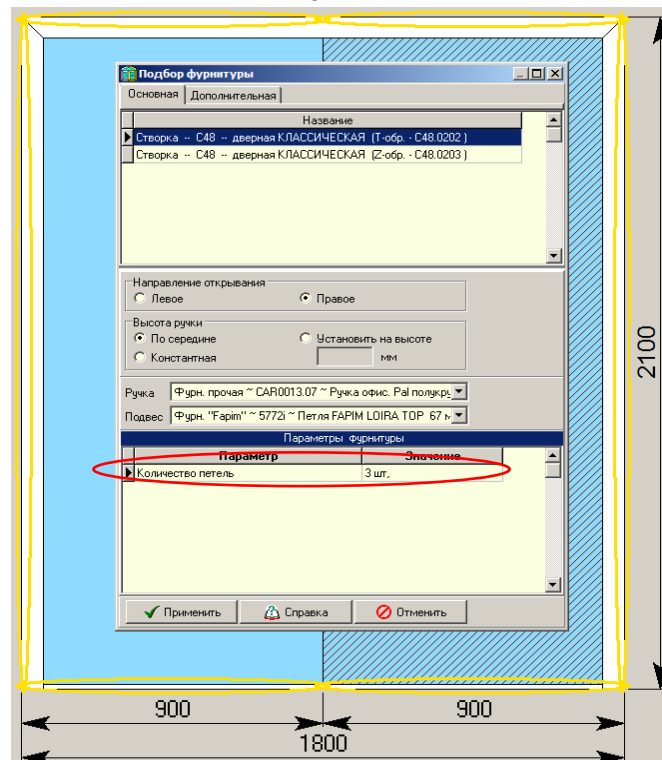 Подбор фурнитуры
Основная Дополнительная
Название
Створка -- С48 -- дверная КЛАССИЧЕСКАЯ (Т-обр. - С48.0202 )
Створка -- С48 -- дверная КЛАССИЧЕСКАЯ (Z-обр. - С48.0203 )
Направление открывания
Левое Правое
Высота ручки
По середине Установить на высоте
Константная мм
Ручка Фурн. прочая ~ CAR0013.07 ~ Ручка офис. Pal полукр
Подвес Фурн. "Fapim" ~ 5772i ~ Петля FAPIM LOIRA TOP 67
Параметры фурнитуры
Параметр Значение
Количество петель 3 шт,
Применить Справка Отменить
2100
900 900
1800